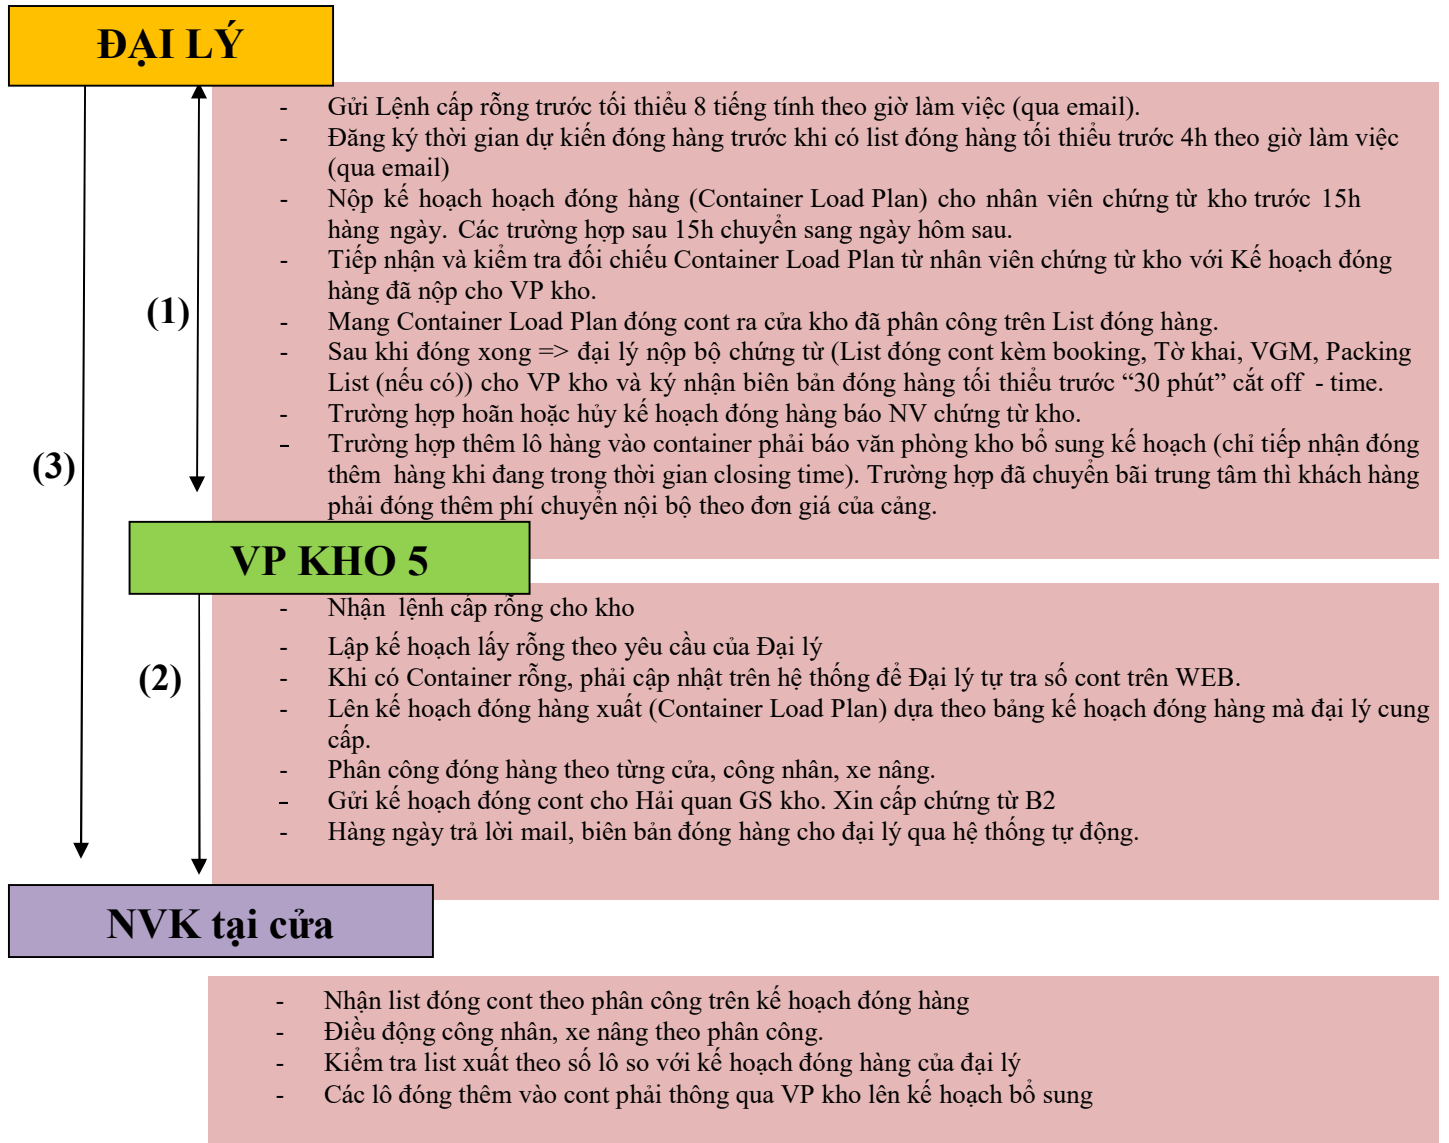 ĐẠI LÝ
- Gửi Lệnh cấp rỗng trước tối thiểu 8 tiếng tính theo giờ làm việc (qua email).
- Đăng ký thời gian dự kiến đóng hàng trước khi có list đóng hàng tối thiểu trước 4h theo giờ làm việc
(qua email)
- Nộp kế hoạch hoạch đóng hàng (Container Load Plan) cho nhân viên chứng từ kho trước 15h
hàng ngày. Các trường hợp sau 15h chuyển sang ngày hôm sau.
- Tiếp nhận và kiểm tra đối chiếu Container Load Plan từ nhân viên chứng từ kho với Kế hoạch đóng
hàng đã nộp cho VP kho.
(1)
- Mang Container Load Plan đóng cont ra cửa kho đã phân công trên List đóng hàng.
- Sau khi đóng xong => đại lý nộp bộ chứng từ (List đóng cont kèm booking, Tờ khai, VGM, Packing
List (nếu có)) cho VP kho và ký nhận biên bản đóng hàng tối thiểu trước “30 phút” cắt off - time.
- Trường hợp hoãn hoặc hủy kế hoạch đóng hàng báo NV chứng từ kho.
- Trường hợp thêm lô hàng vào container phải báo văn phòng kho bổ sung kế hoạch (chỉ tiếp nhận đóng
(3)
thêm hàng khi đang trong thời gian closing time). Trường hợp đã chuyển bãi trung tâm thì khách hàng
phải đóng thêm phí chuyển nội bộ theo đơn giá của cảng.
VP KHO 5
- Nhận lệnh cấp rỗng cho kho
- Lập kế hoạch lấy rỗng theo yêu cầu của Đại lý
(2)
- Khi có Container rỗng, phải cập nhật trên hệ thống để Đại lý tự tra số cont trên WEB.
- Lên kế hoạch đóng hàng xuất (Container Load Plan) dựa theo bảng kế hoạch đóng hàng mà đại lý cung
cấp.
- Phân công đóng hàng theo từng cửa, công nhân, xe nâng.
- Gửi kế hoạch đóng cont cho Hải quan GS kho. Xin cấp chứng từ B2
- Hàng ngày trả lời mail, biên bản đóng hàng cho đại lý qua hệ thống tự động.
NVK tại cửa
- Nhận list đóng cont theo phân công trên kế hoạch đóng hàng
- Điều động công nhân, xe nâng theo phân công.
- Kiểm tra list xuất theo số lô so với kế hoạch đóng hàng của đại lý
- Các lô đóng thêm vào cont phải thông qua VP kho lên kế hoạch bổ sung